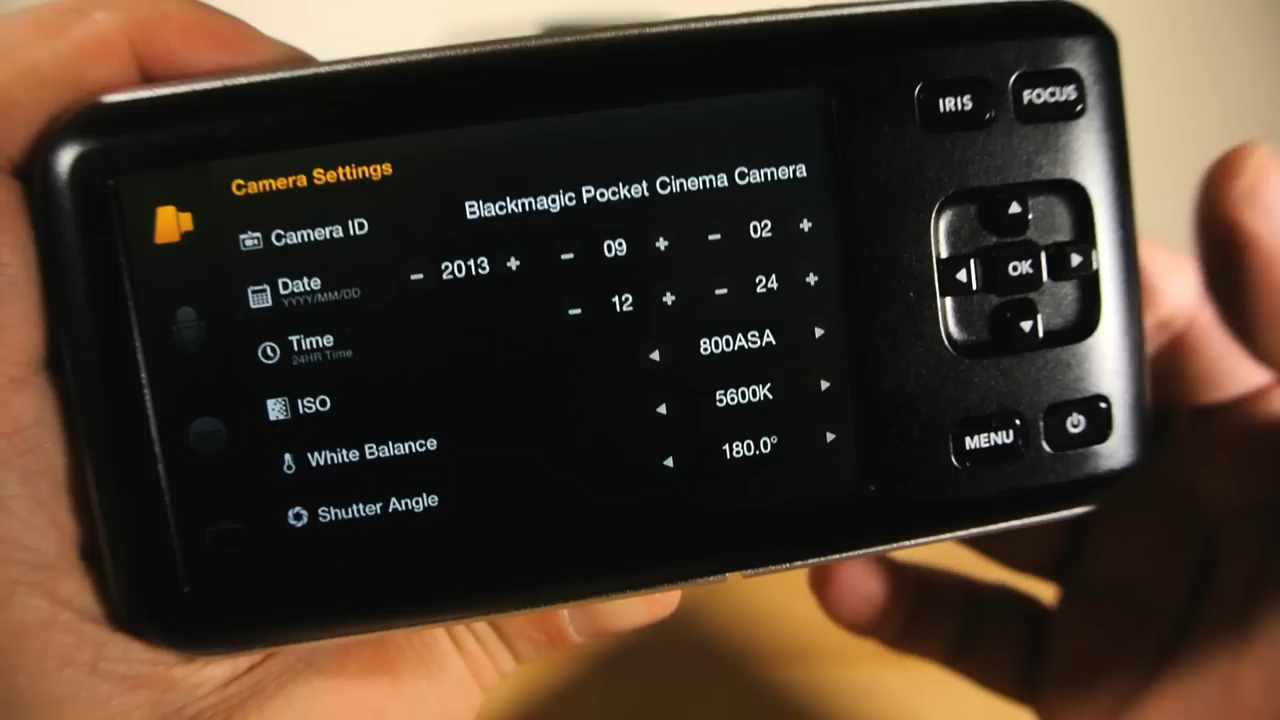 Camera Settings
Camera ID Blackmagic Pocket Cinema Camera
Date - 2013 + - 09 + - 02 +
YYYY/MM/DD
Time - 12 + - 24 +
24HR Time
ISO 800ASA
White Balance 5600K
Shutter Angle 180.0°
IRIS FOCUS
OK
MENU